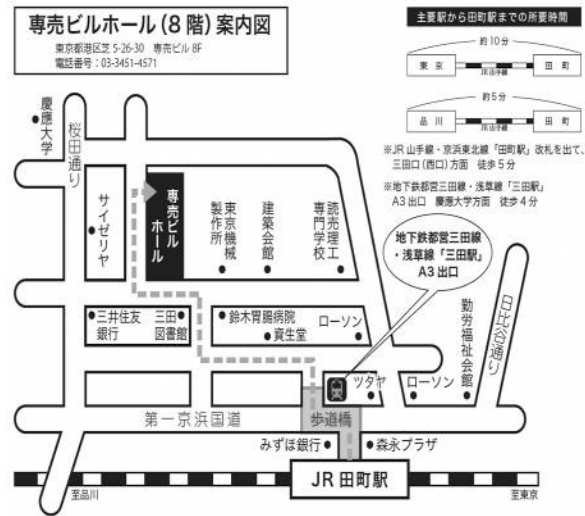 専売ビルホール(8階)案内図
東京都港区芝 5-26-30 専売ビル 8F
電話番号：03-3451-4571
主要駅から田町駅までの所要時間
約10分
東京
JR山手線
田町
約5分
品川
JR山手線
田町
※JR山手線・京浜東北線「田町駅」改札を出て、
三田口(西口)方面 徒歩5分
※地下鉄都営三田線・浅草線「三田駅」
A3出口 慶應大学方面 徒歩4分
慶應大学
桜田通り
サイゼリヤ
専売ビル
ホール
東京機械
製作所
建築会館
読売理工
専門学校
地下鉄都営三田線
・浅草線「三田駅」
A3出口
三井住友
銀行
三田
図書館
鈴木胃腸病院
資生堂
ローソン
勤労福祉会館
日比谷通り
ツタヤ
ローソン
第一京浜国道
歩道橋
みずほ銀行
森永プラザ
JR田町駅
至品川
至東京